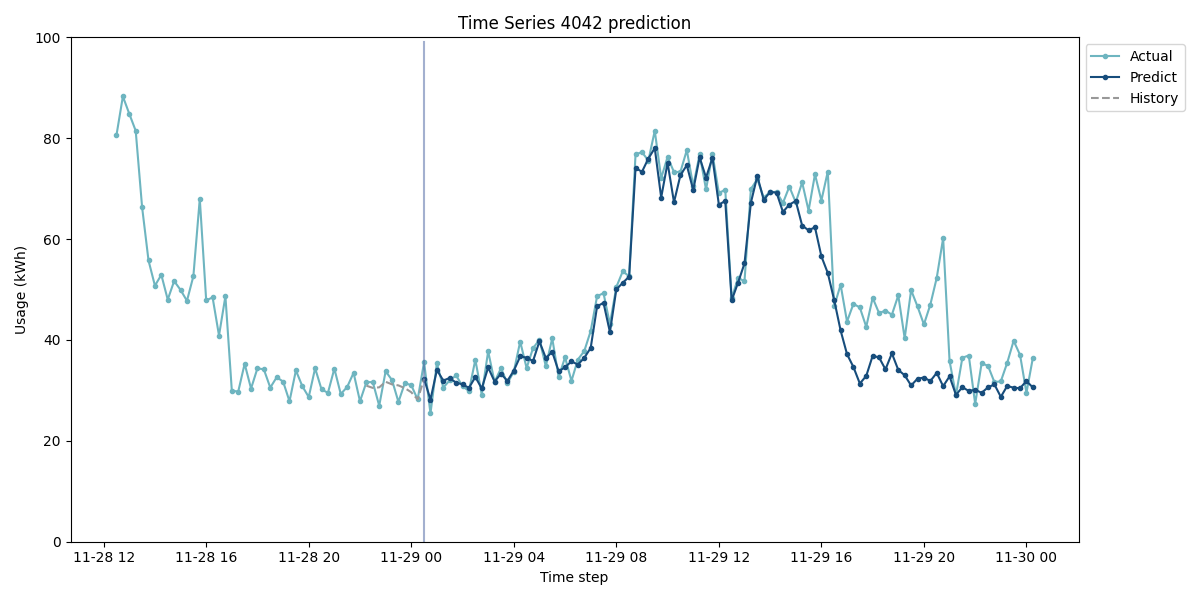 Time Series 4042 prediction
Usage (kWh)
100
80
60
40
20
0
11-28 12
11-28 16
11-28 20
11-29 00
11-29 04
11-29 08
11-29 12
11-29 16
11-29 20
11-30 00
Time step
Actual
Predict
History